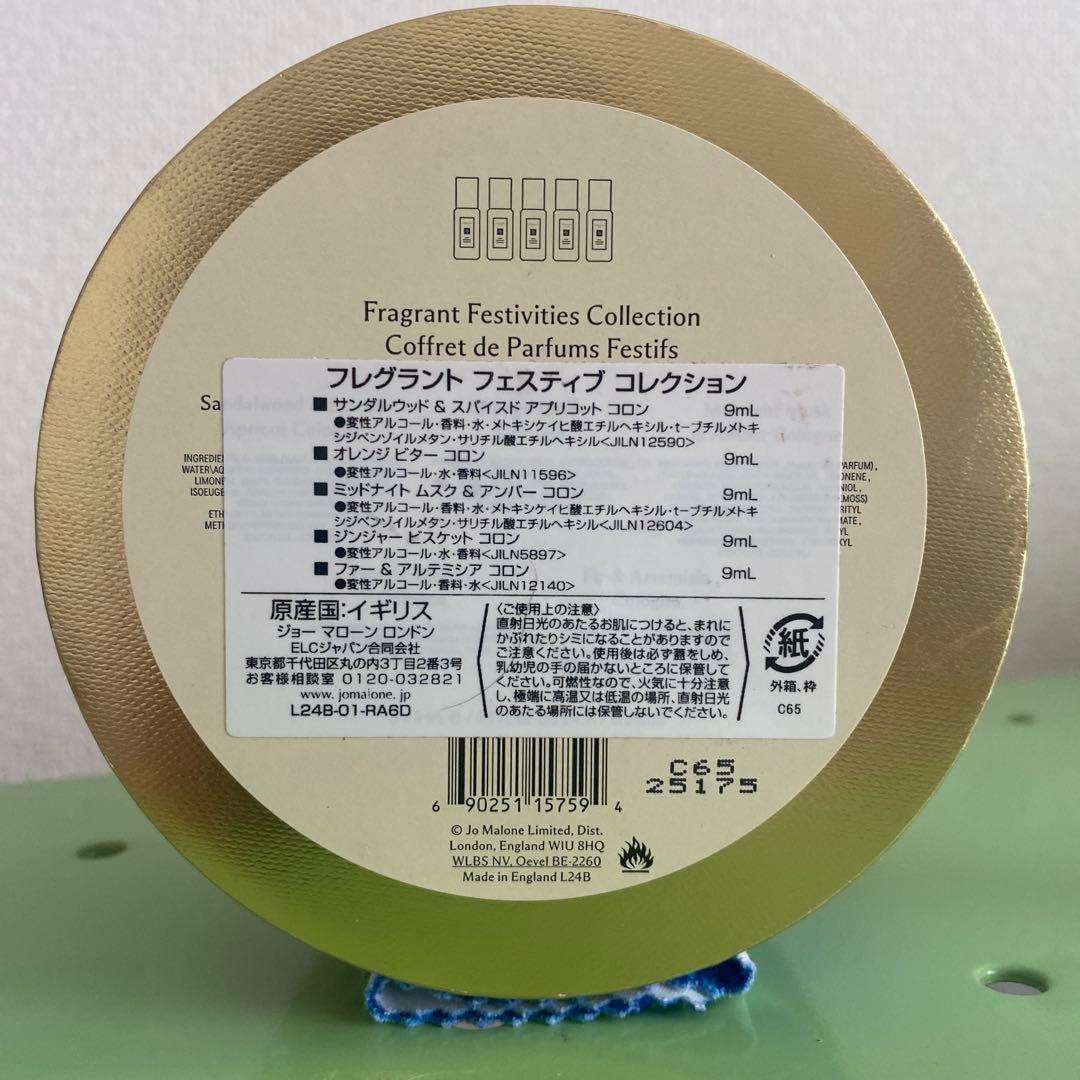 Fragrant Festivities Collection
Coffret de Parfums Festifs
フレグラント フェスティブ コレクション
■ サンダルウッド & スパイスド アプリコット コロン 9mL
●変性アルコール・香料・水・メトキシケイヒ酸エチルヘキシル・t-ブチルメトキ
シジベンゾイルメタン・サリチル酸エチルヘキシル<JILN12590>
■ オレンジ ビター コロン 9mL
●変性アルコール・水・香料<JILN11596>
■ ミッドナイト ムスク & アンバー コロン 9mL
●変性アルコール・香料・水・メトキシケイヒ酸エチルヘキシル・t-ブチルメトキ
シジベンゾイルメタン・サリチル酸エチルヘキシル<JILN12604>
■ ジンジャー ビスケット コロン 9mL
●変性アルコール・水・香料<JILN5897>
■ ファー & アルテミシア コロン 9mL
●変性アルコール・香料・水<JILN12140>
原産国:イギリス
ジョー マローン ロンドン
ELCジャパン合同会社
東京都千代田区丸の内3丁目2番3号
お客様相談室 0120-032821
www.jomalone.jp
L24B-01-RA6D
〈ご使用上の注意〉
直射日光のあたるお肌につけると、まれに
かぶれたりシミになることがありますので
ご注意ください。使用後は必ず蓋をしめ、
乳幼児の手の届かないところに保管して
ください。可燃性なので、火気に十分注意
し、極端に高温又は低温の場所、直射日光
のあたる場所には保管しないでください。
紙
外箱、枠
C65
C65
25175
6 90251 15759 4
© Jo Malone Limited, Dist.
London, England W1U 8HQ
WLBS NV, Oevel BE-2260
Made in England L24B